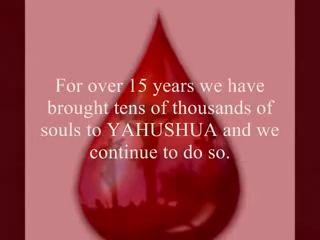 For over 15 years we have
brought tens of thousands of
souls to YAHUSHUA and we
continue to do so.